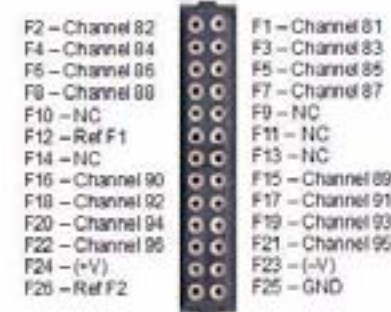 F2 – Channel 82
F4 – Channel 84
F6 – Channel 86
F8 – Channel 88
F10 – NC
F12 – Ref F1
F14 – NC
F16 – Channel 90
F18 – Channel 92
F20 – Channel 94
F22 – Channel 96
F24 – (+V)
F26 – Ref F2
F1 – Channel 81
F3 – Channel 83
F5 – Channel 85
F7 – Channel 87
F9 – NC
F11 – NC
F13 – NC
F15 – Channel 89
F17 – Channel 91
F19 – Channel 93
F21 – Channel 95
F23 – (–V)
F25 – GND